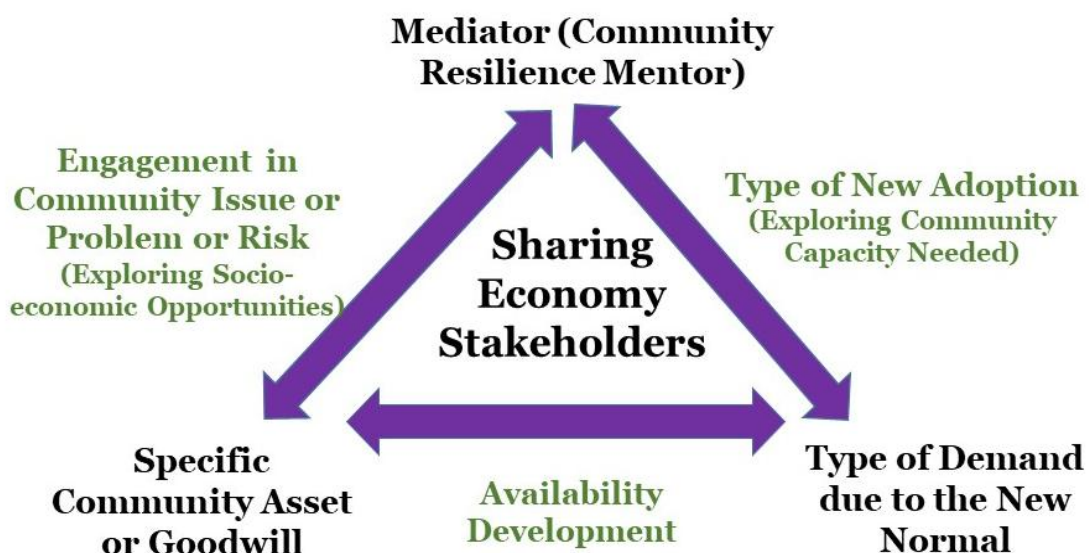 Mediator (Community
Resilience Mentor)
Engagement in
Community Issue or
Problem or Risk
(Exploring Socio-
economic Opportunities)
Type of New Adoption
(Exploring Community
Capacity Needed)
Sharing
Economy
Stakeholders
Specific
Community Asset
or Goodwill
Availability
Development
Type of Demand
due to the New
Normal